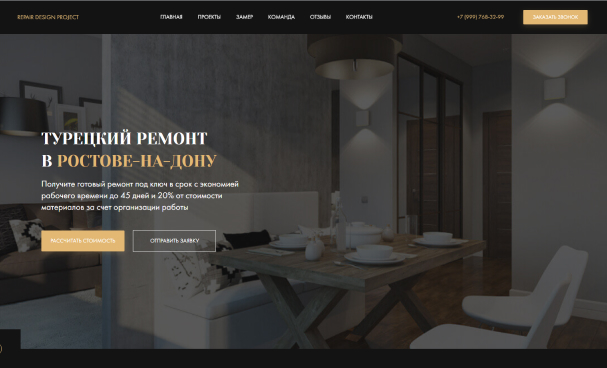 REPAIR DESIGN PROJECT
ГЛАВНАЯ ПРОЕКТЫ ЗАМЕР КОМАНДА ОТЗЫВЫ КОНТАКТЫ
+7 (999) 768-32-99
ЗАКАЗАТЬ ЗВОНОК
ТУРЕЦКИЙ РЕМОНТ
В РОСТОВЕ-НА-ДОНУ
Получите готовый ремонт под ключ в срок с экономией
рабочего времени до 45 дней и 20% от стоимости
материалов за счет организации работы
РАССЧИТАТЬ СТОИМОСТЬ
ОТПРАВИТЬ ЗАЯВКУ